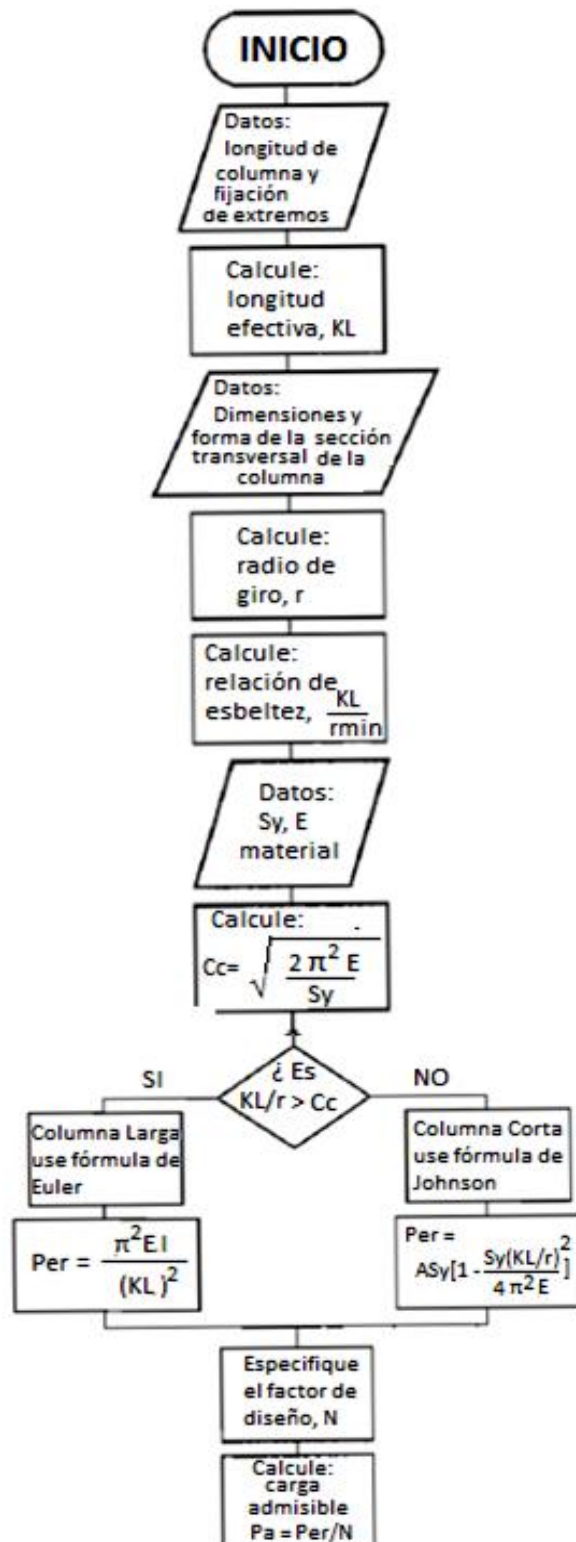 INICIO
Datos:
longitud de
columna y
fijación
de extremos
Calcule:
longitud
efectiva, KL
Datos:
Dimensiones y
forma de la sección
transversal de la
columna
Calcule:
radio de
giro, r
Calcule:
relación de
esbeltez, KL
rmin
Datos:
Sy, E
material
Calcule:
Cc= √ 2 π² E
Sy
¿ Es
KL/r > Cc
SI
NO
Columna Larga
use fórmula de
Euler
Columna Corta
use fórmula de
Johnson
Per = π²E I
(KL )²
Per =
ASy[1 - Sy(KL/r)²
4 π² E ]
Especifique
el factor de
diseño, N
Calcule:
carga
admisible
Pa = Per/N